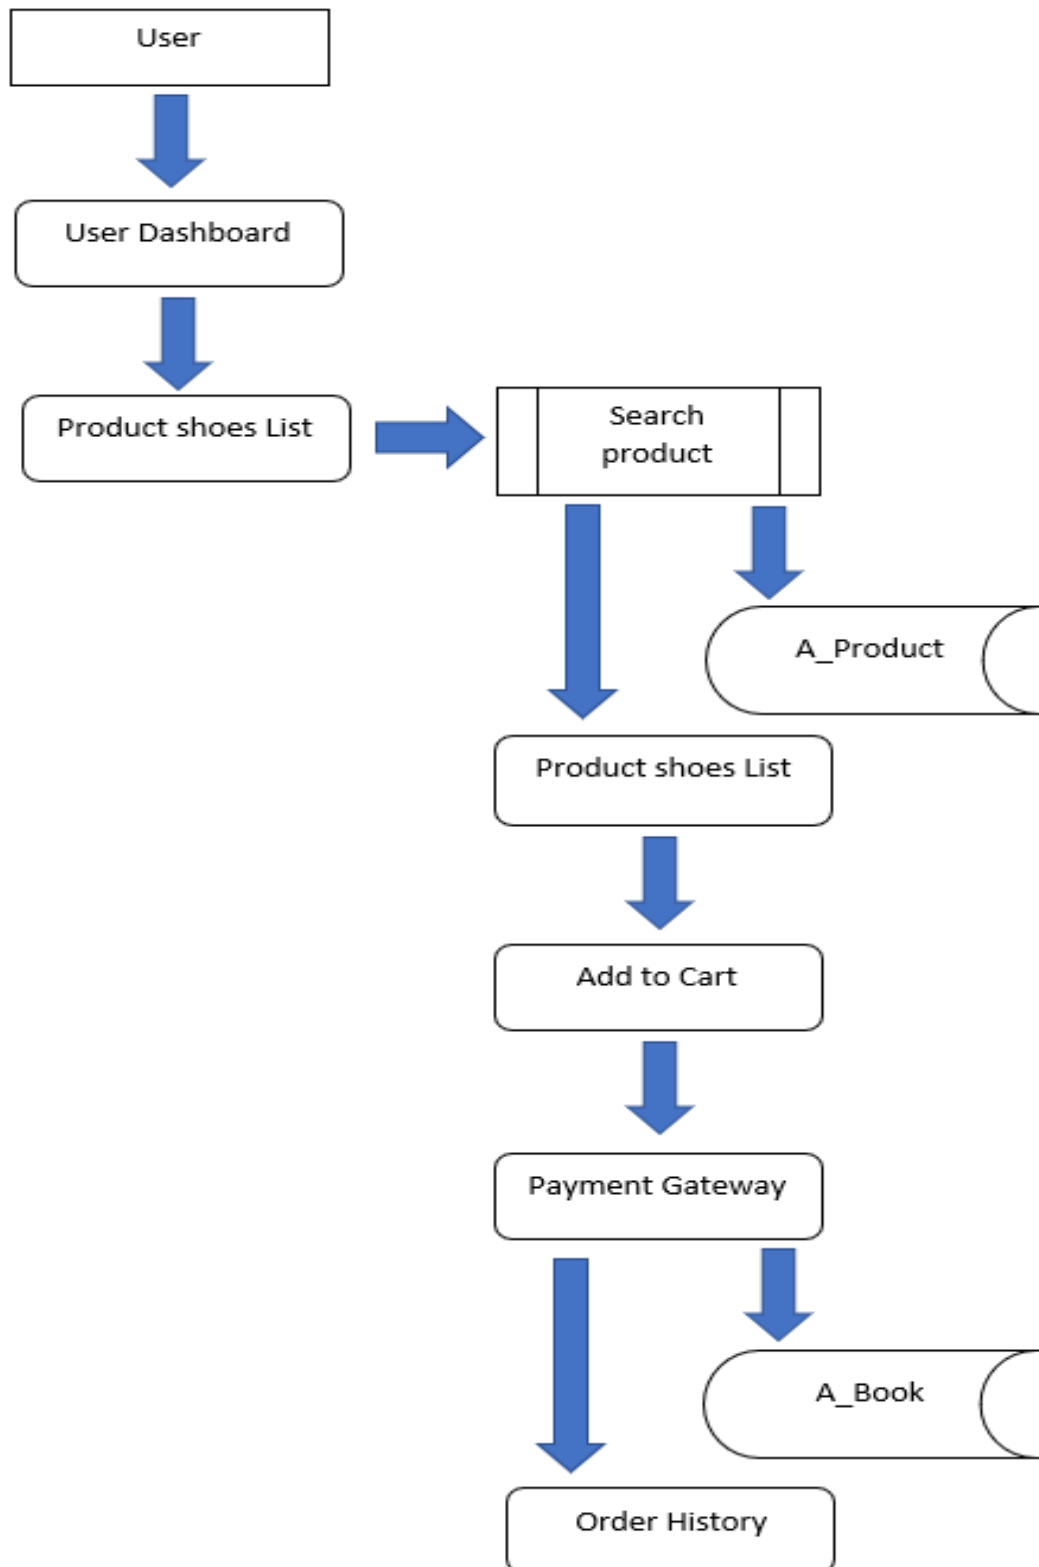 User
User Dashboard
Product shoes List
Search
product
A_Product
Product shoes List
Add to Cart
Payment Gateway
A_Book
Order History